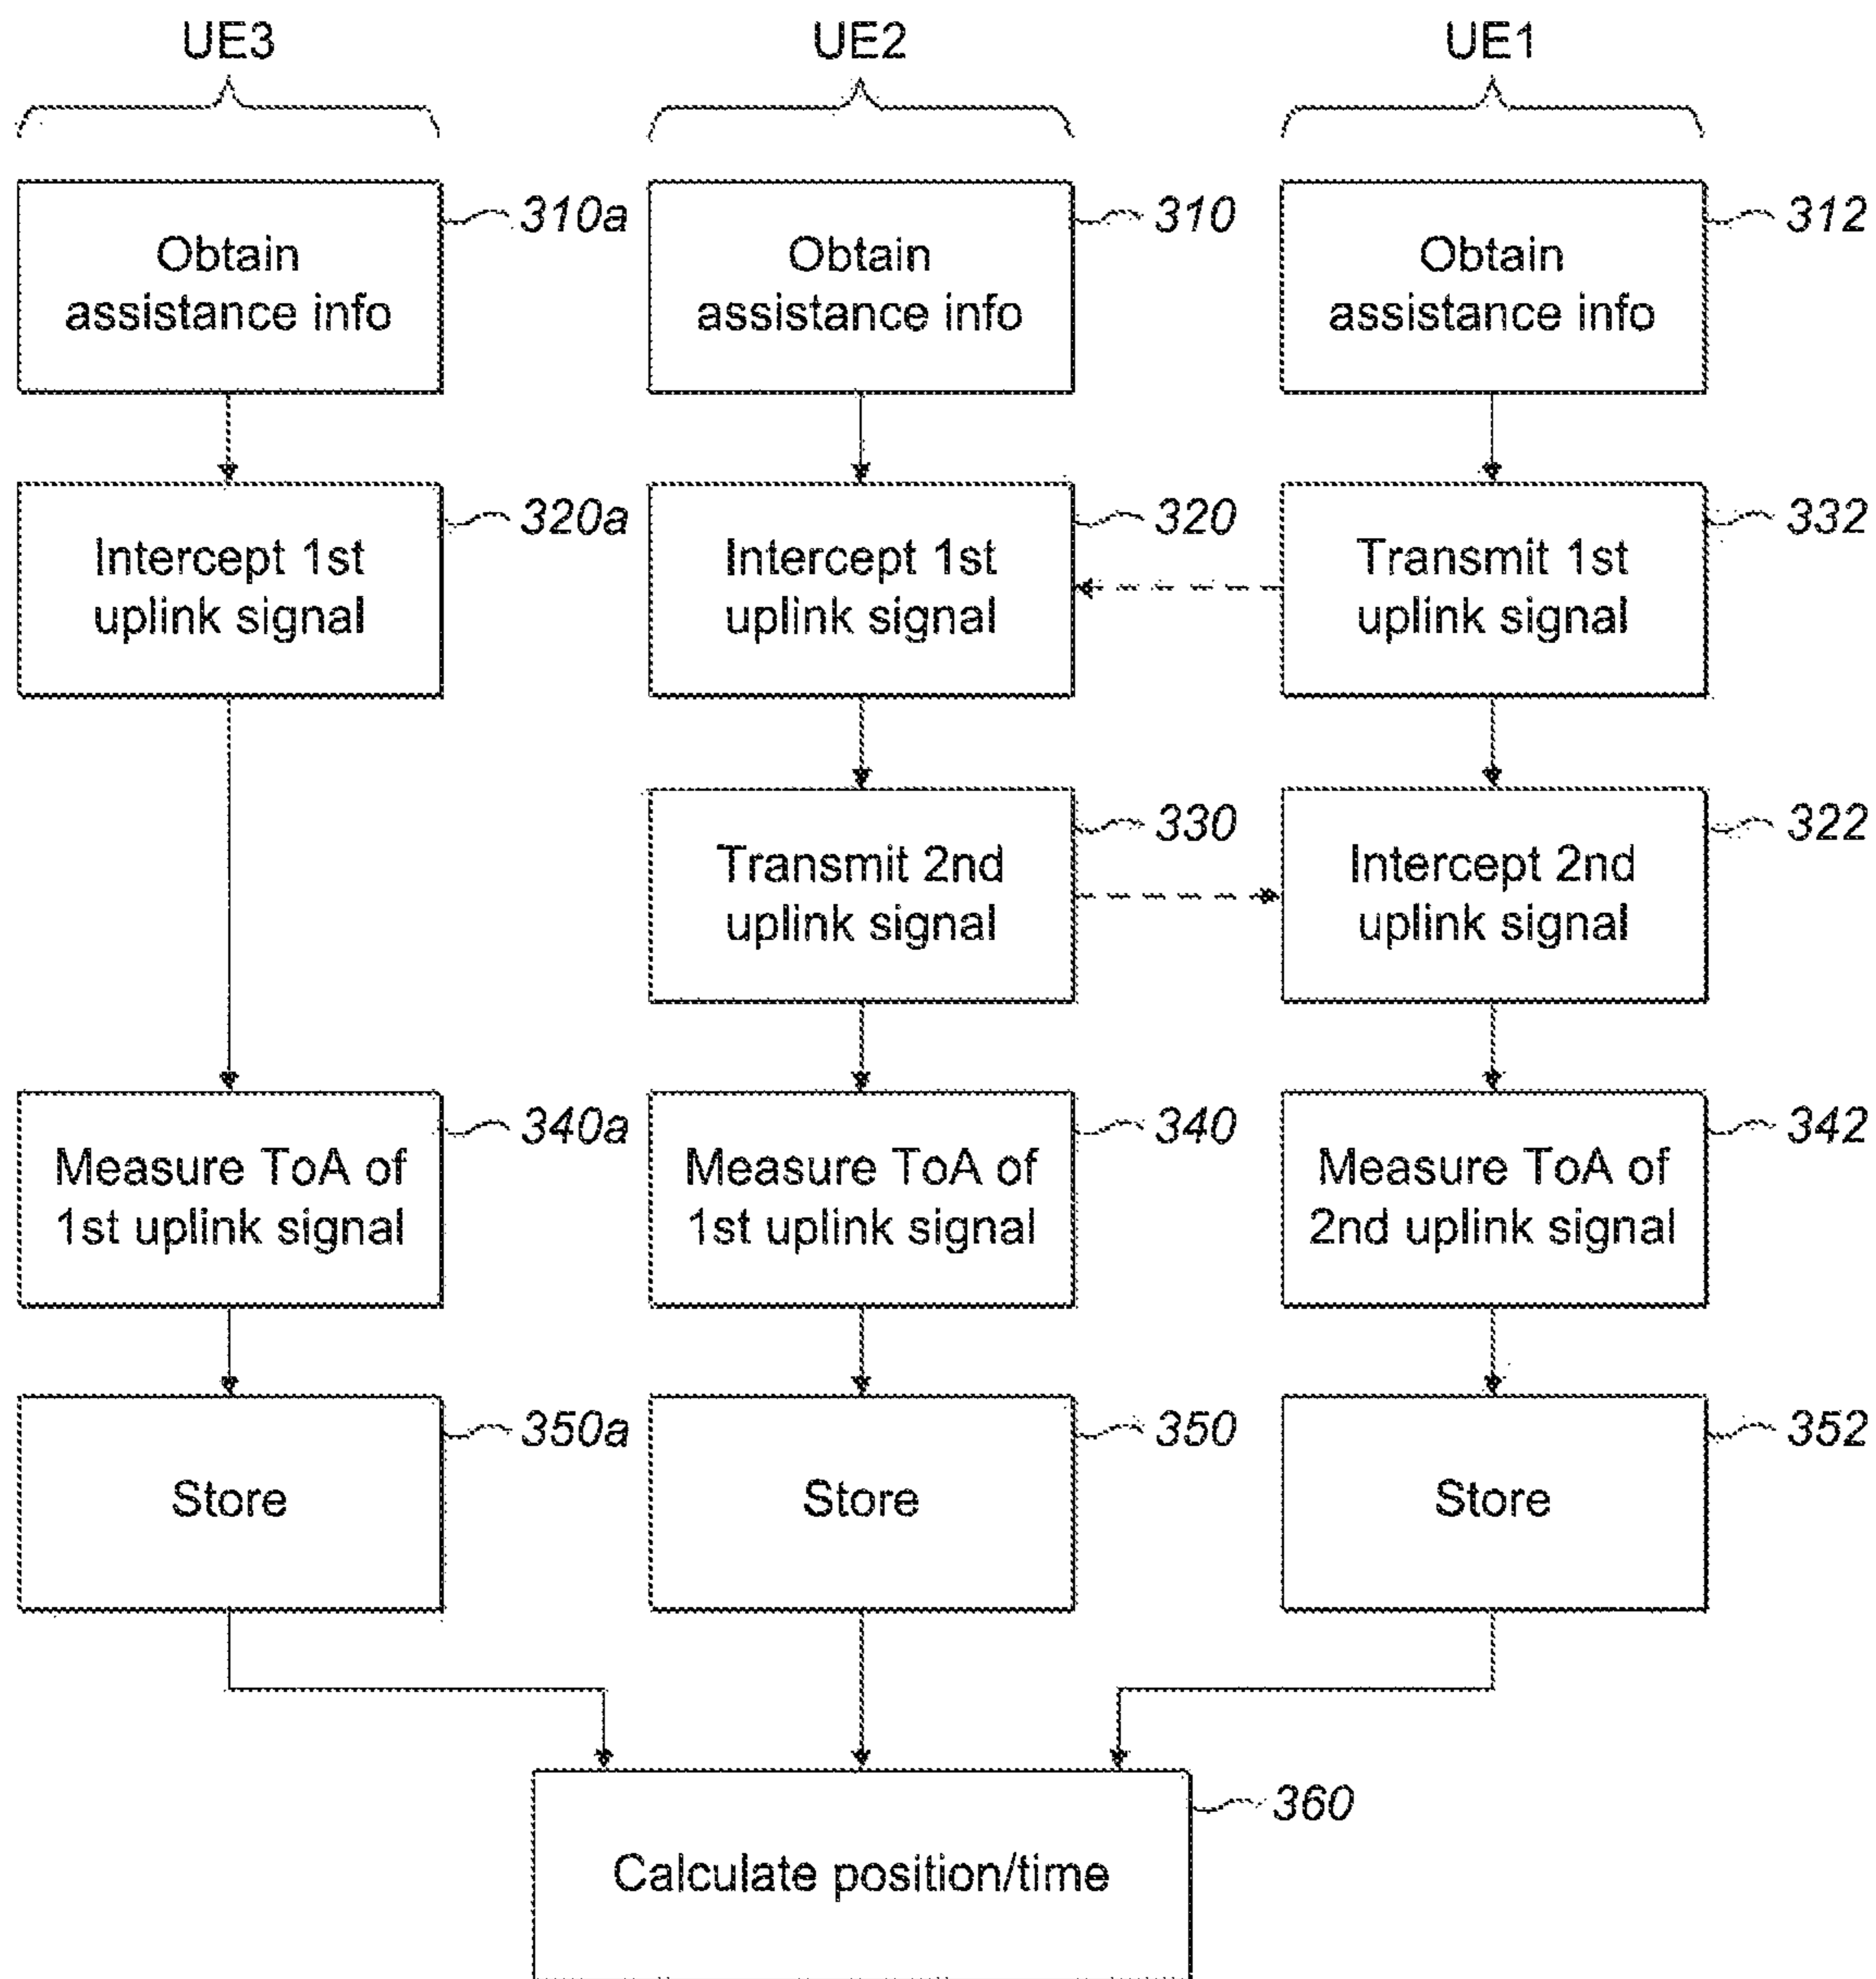 UE3
UE2
UE1
Obtain
assistance info
310a
Obtain
assistance info
310
Obtain
assistance info
312
Intercept 1st
uplink signal
320a
Intercept 1st
uplink signal
320
Transmit 1st
uplink signal
332
Transmit 2nd
uplink signal
330
Intercept 2nd
uplink signal
322
Measure ToA of
1st uplink signal
340a
Measure ToA of
1st uplink signal
340
Measure ToA of
2nd uplink signal
342
Store
350a
Store
350
Store
352
Calculate position/time
360